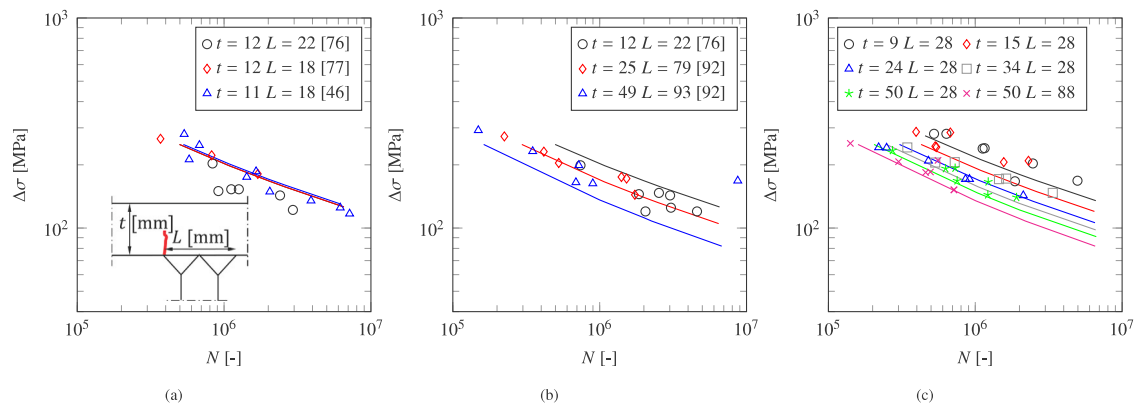 10³
t = 12 L = 22 [76]
t = 12 L = 18 [77]
t = 11 L = 18 [46]
Δσ [MPa]
10²
t [mm]
L [mm]
10⁵ 10⁶ 10⁷
N [-]
(a)
10³
t = 12 L = 22 [76]
t = 25 L = 79 [92]
t = 49 L = 93 [92]
Δσ [MPa]
10²
10⁵ 10⁶ 10⁷
N [-]
(b)
10³
t = 9 L = 28 t = 15 L = 28
t = 24 L = 28 t = 34 L = 28
t = 50 L = 28 t = 50 L = 88
Δσ [MPa]
10²
10⁵ 10⁶ 10⁷
N [-]
(c)